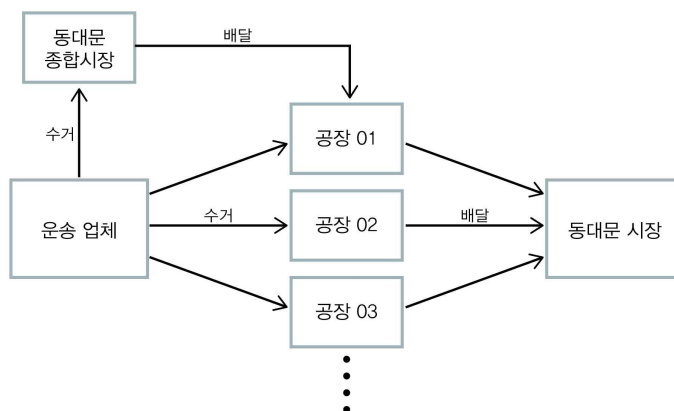 동대문
종합시장
배달
수거
공장 01
운송 업체
수거
공장 02
배달
동대문 시장
공장 03